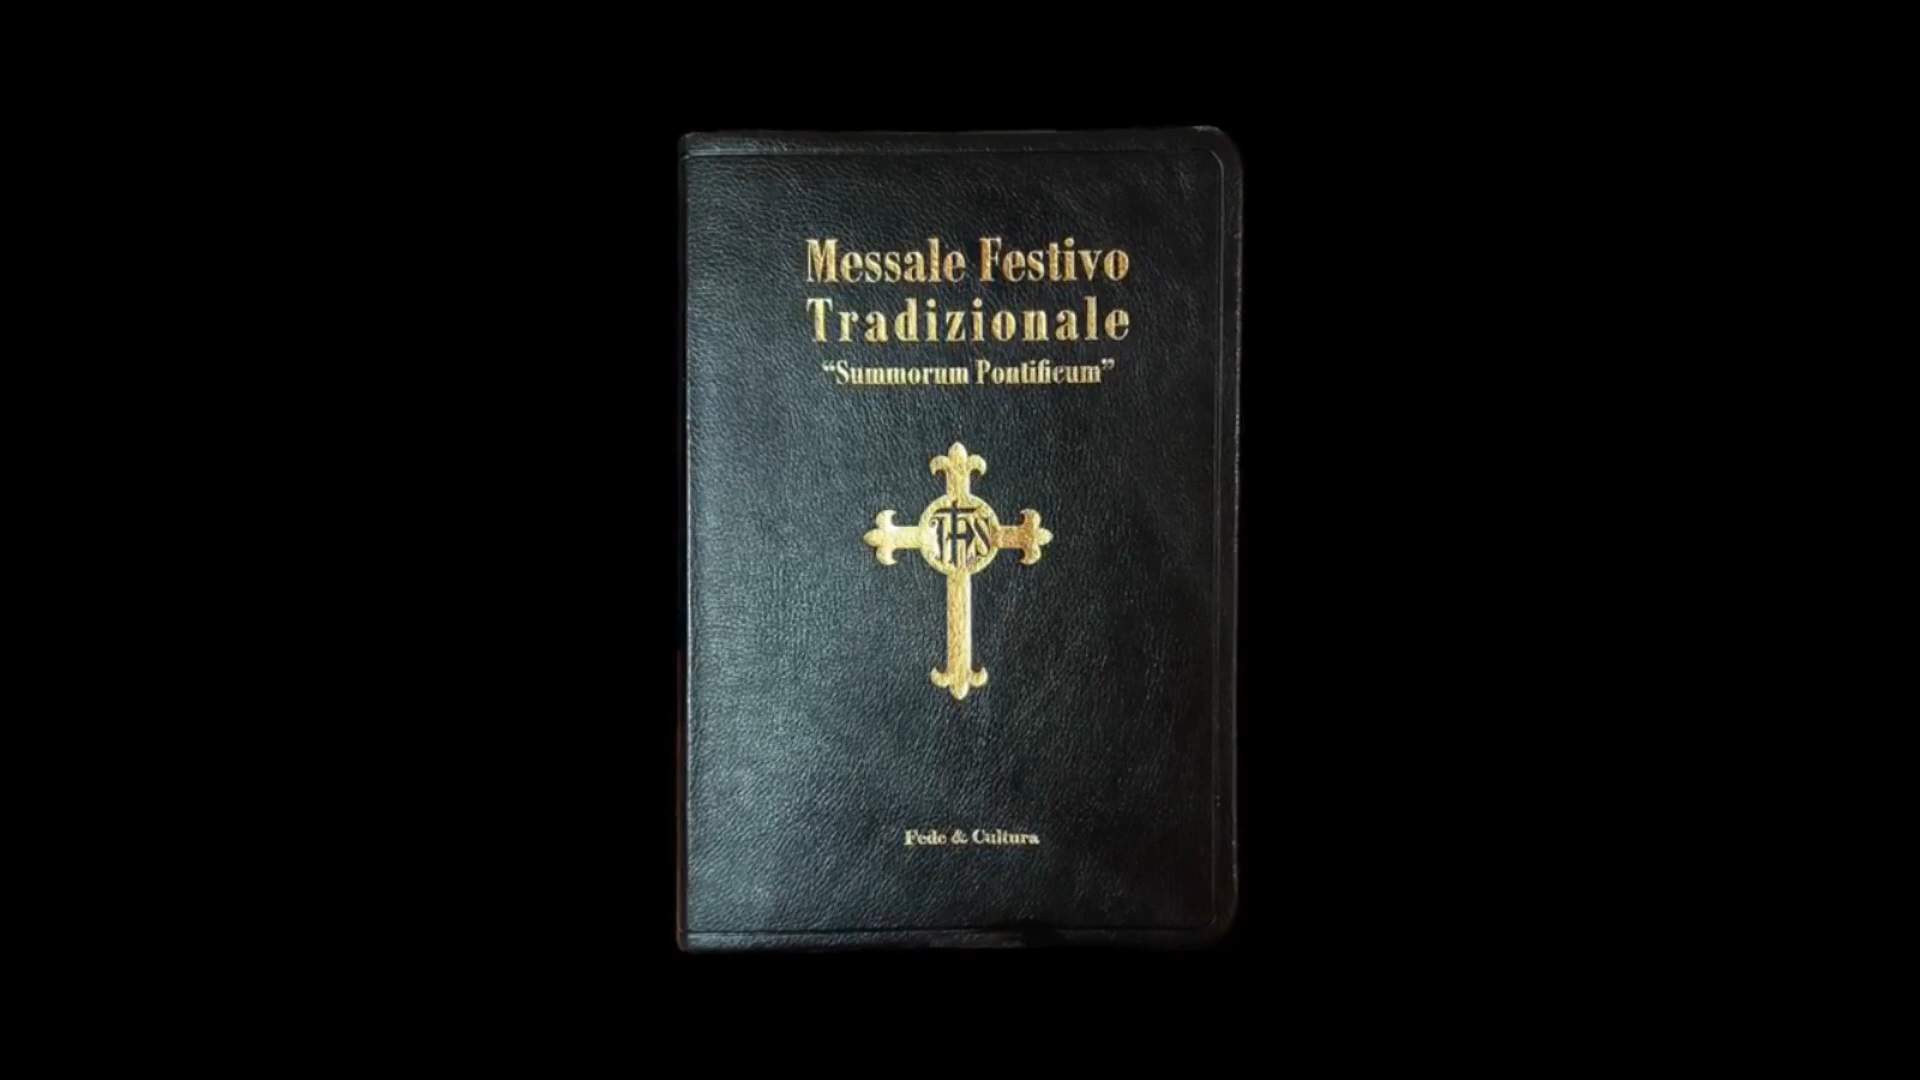 Messale Festivo
Tradizionale
“Summorum Pontificum”
IHS
Fede & Cultura